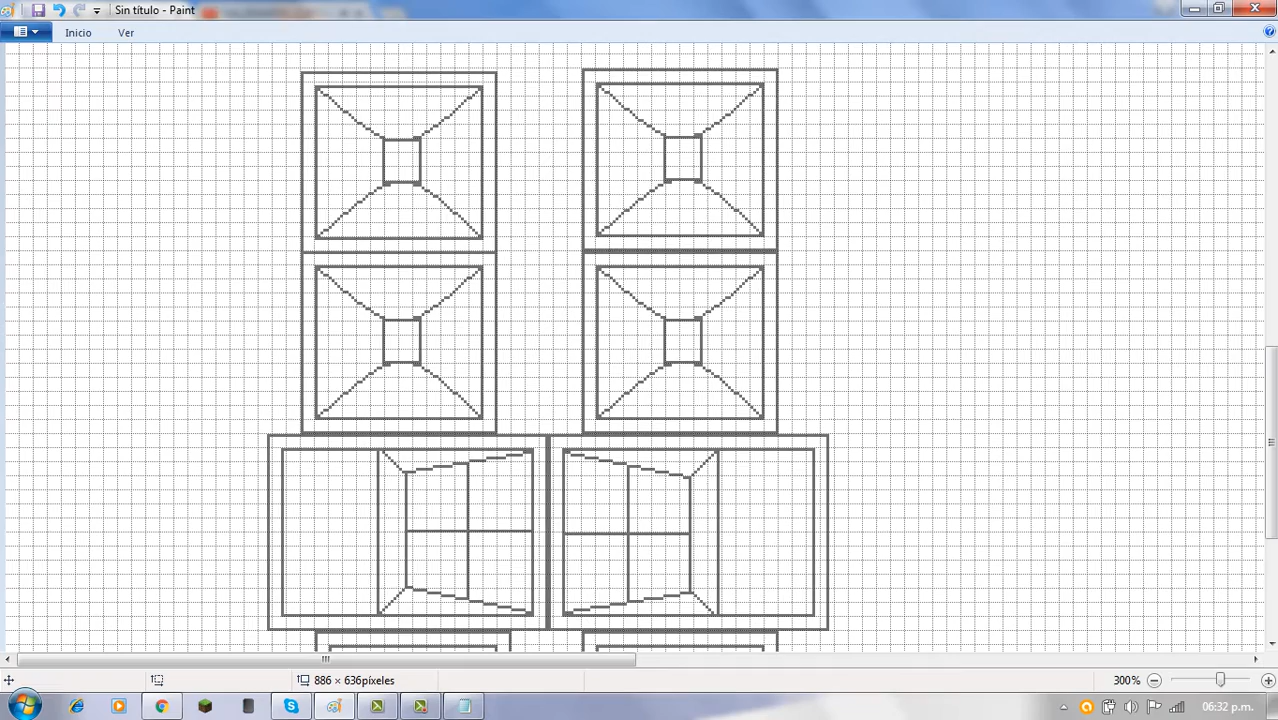 Sin título - Paint
Inicio Ver
886 × 636píxeles
300%
06:32 p.m.